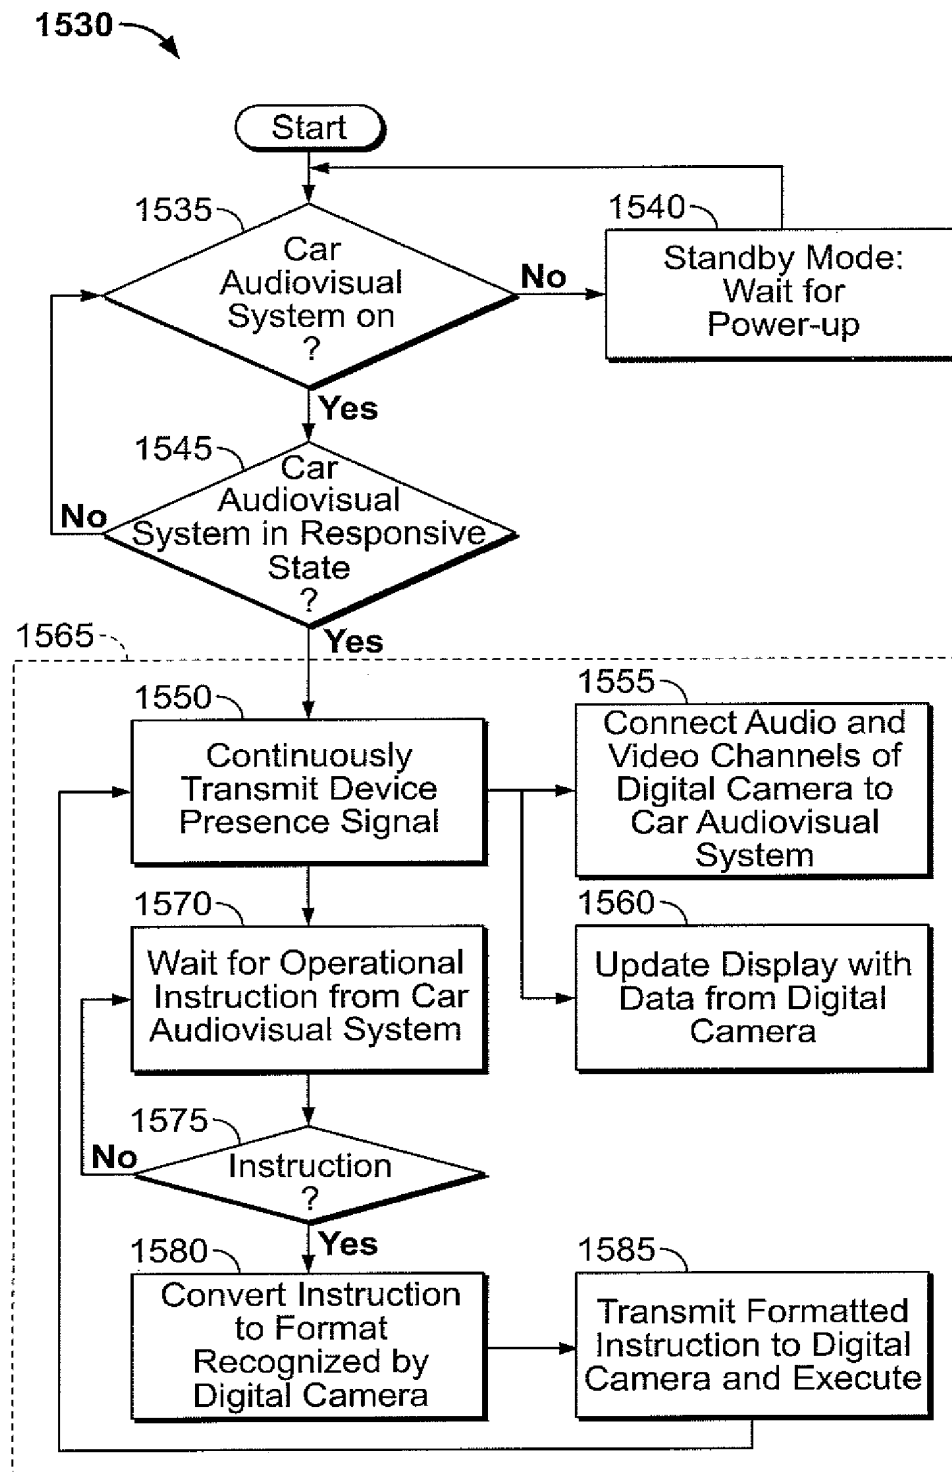 1530
Start
1535
Car
Audiovisual
System on
?
No
1540
Standby Mode:
Wait for
Power-up
Yes
1545
Car
Audiovisual
System in Responsive
State
?
No
Yes
1565
1550
Continuously
Transmit Device
Presence Signal
1555
Connect Audio and
Video Channels of
Digital Camera to
Car Audiovisual
System
1570
Wait for Operational
Instruction from Car
Audiovisual System
1560
Update Display with
Data from Digital
Camera
1575
Instruction
?
No
Yes
1580
Convert Instruction
to Format
Recognized by
Digital Camera
1585
Transmit Formatted
Instruction to Digital
Camera and Execute